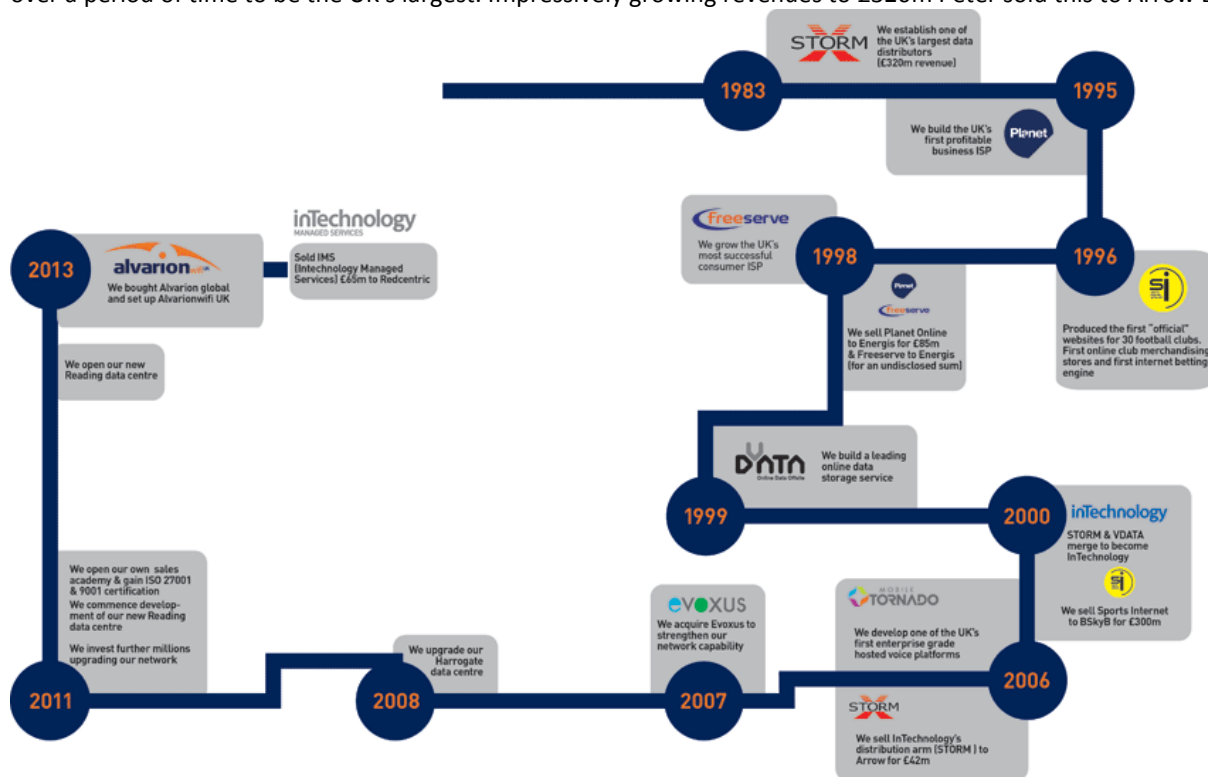 over a period of time to be the UK's largest. Impressively growing revenues to £320m Peter sold this to Arrow
STORM
We establish one of
the UK's largest data
distributors
(£320m revenue)
1983
1995
We build the UK's
first profitable
business ISP
Planet
freeserve
We grow the UK's
most successful
consumer ISP
1998
1996
Planet
freeserve
We sell Planet Online
to Energis for £85m
& Freeserve to Energis
(for an undisclosed sum)
si
Produced the first "official"
websites for 30 football clubs.
First online club merchandising
stores and first internet betting
engine
VDATA
Online Data Offsite
We build a leading
online data
storage service
1999
2000
inTechnology
STORM & VDATA
merge to become
InTechnology
si
We sell Sports Internet
to BSkyB for £300m
MOBILE
TORNADO
We develop one of the UK's
first enterprise grade
hosted voice platforms
2006
STORM
We sell InTechnology's
distribution arm (STORM ) to
Arrow for £42m
evoxus
We acquire Evoxus to
strengthen our
network capability
2007
We upgrade our
Harrogate
data centre
2008
We open our own sales
academy & gain ISO 27001
& 9001 certification
We commence develop-
ment of our new Reading
data centre
We invest further millions
upgrading our network
2011
We open our new
Reading data centre
2013
alvarion
We bought Alvarion global
and set up Alvarionwifi UK
inTechnology
MANAGED SERVICES
Sold IMS
(Intechnology Managed
Services) £65m to Redcentric